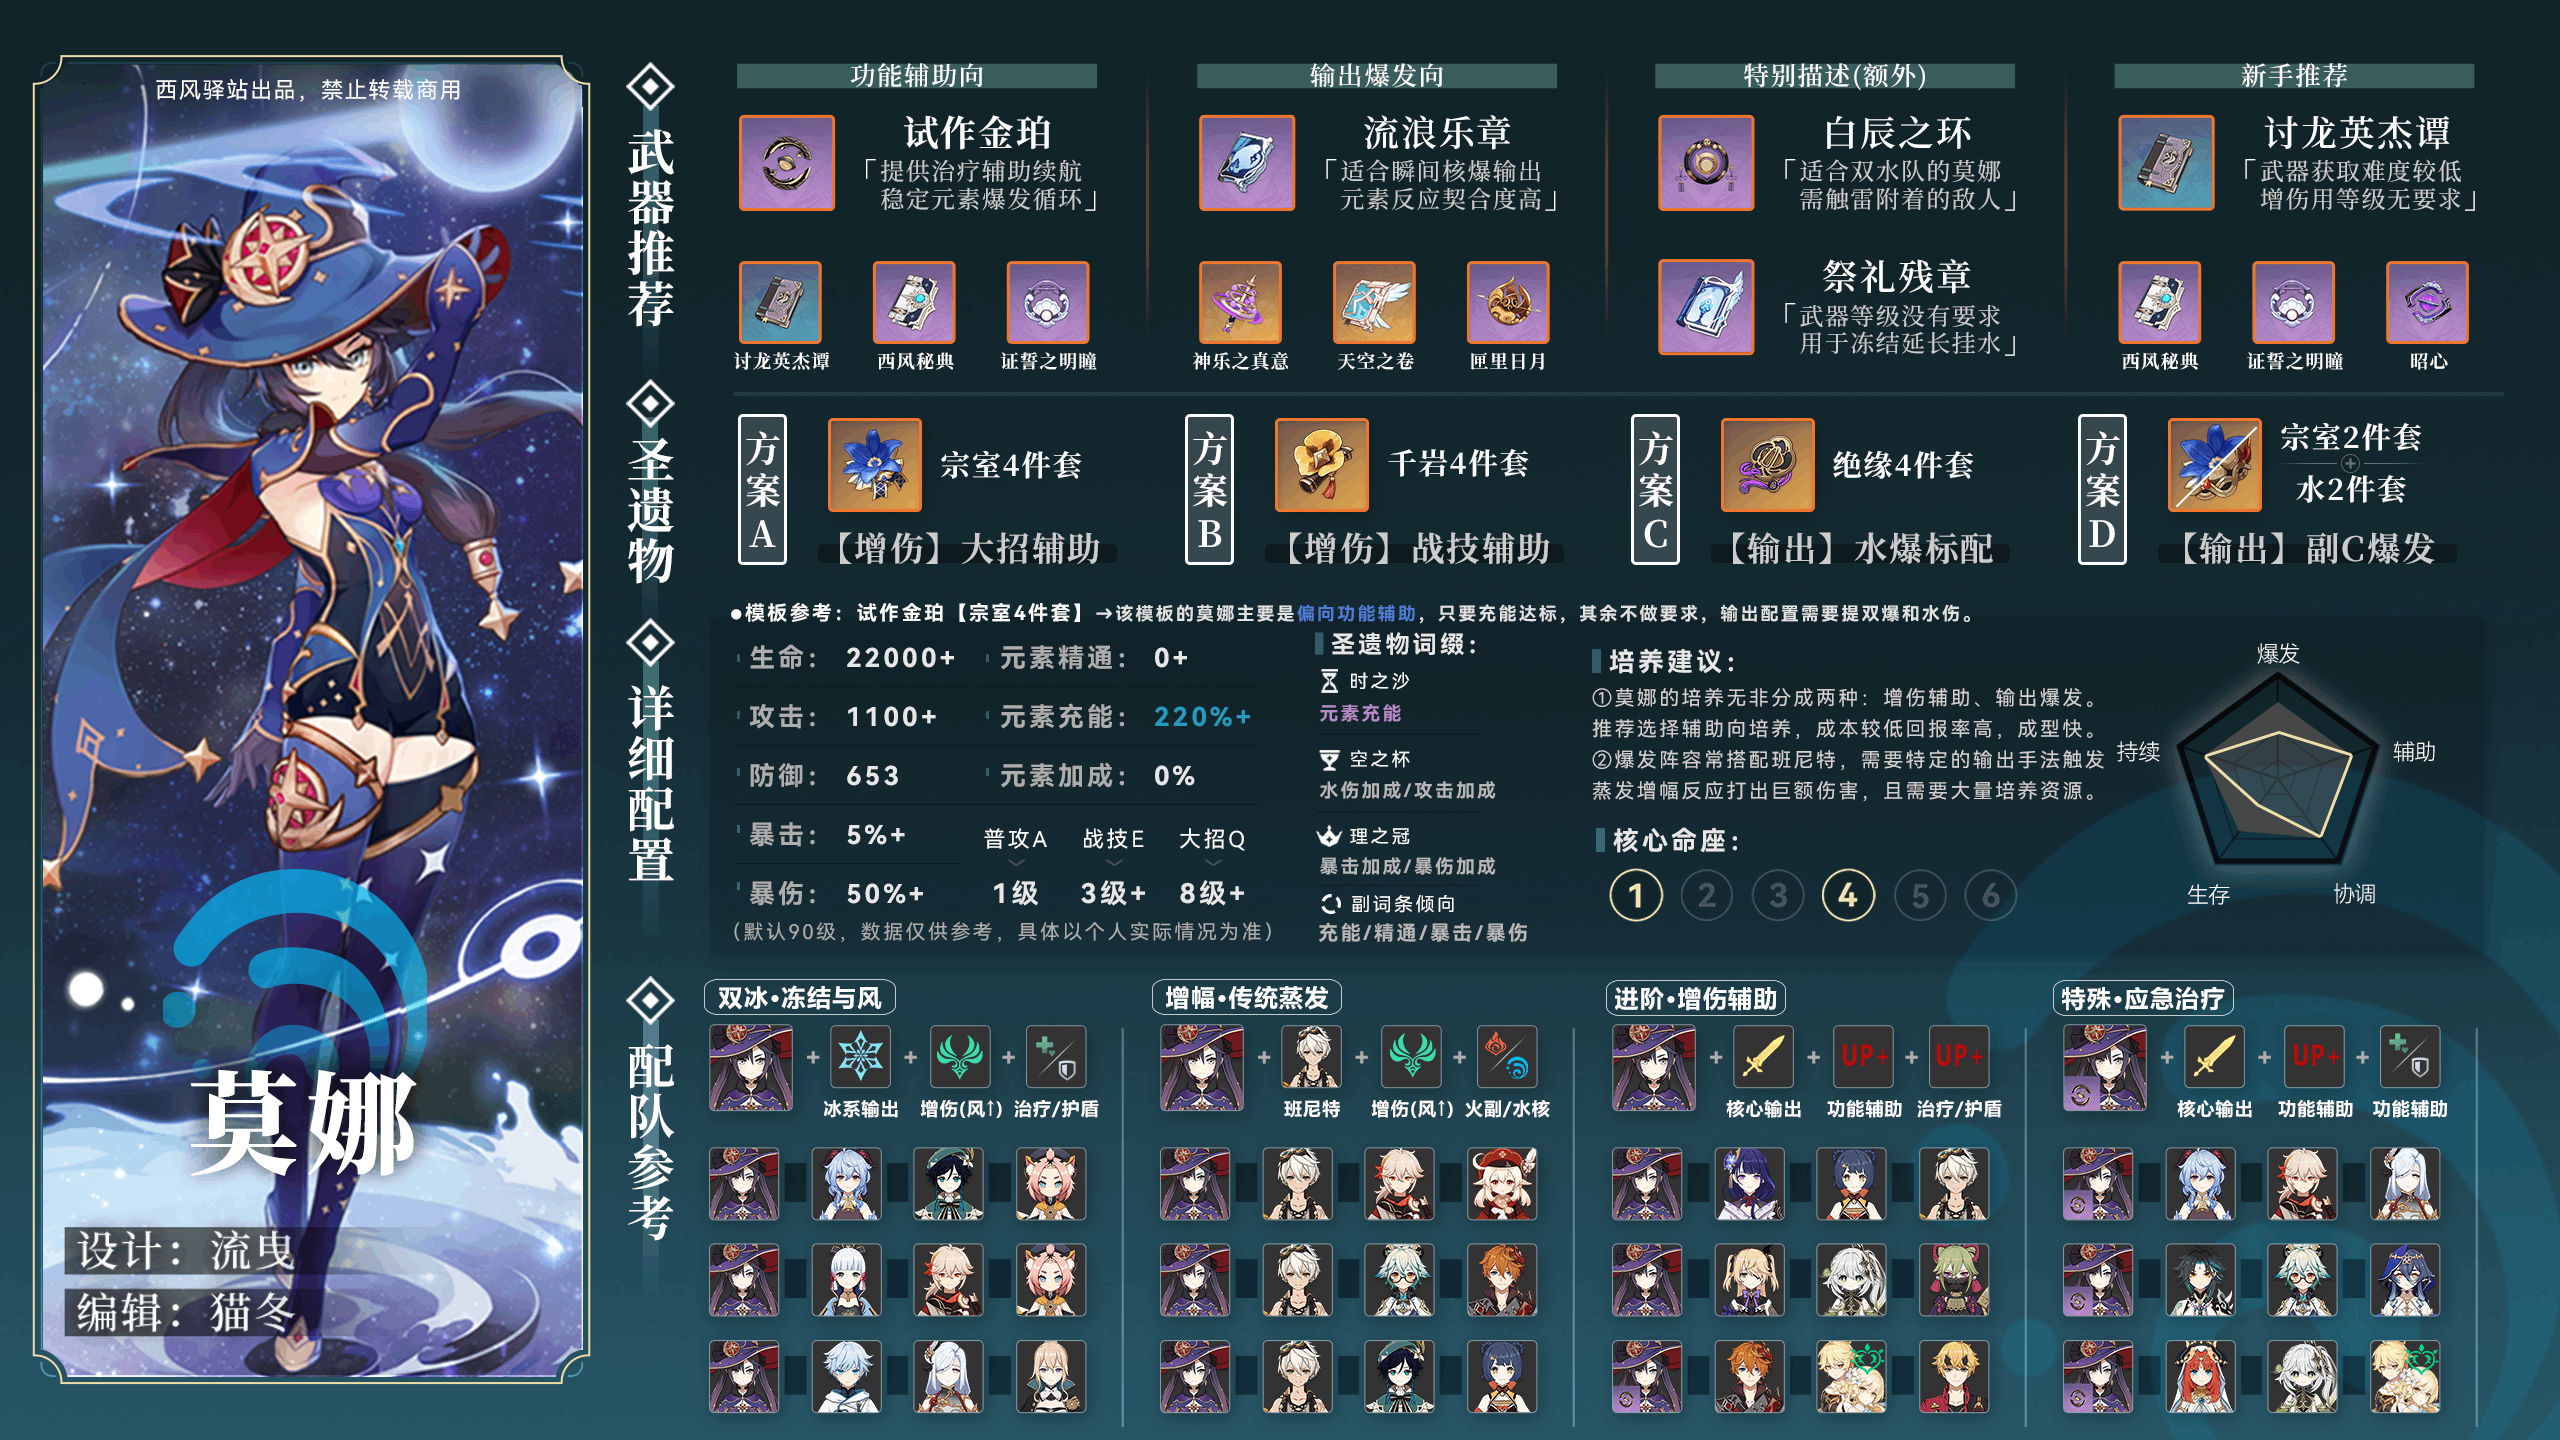 西风驿站出品，禁止转载商用
莫娜
设计：流曳
编辑：猫冬
武器推荐
功能辅助向
试作金珀
「提供治疗辅助续航
稳定元素爆发循环」
讨龙英杰谭
西风秘典
证誓之明瞳
输出爆发向
流浪乐章
「适合瞬间核爆输出
元素反应契合度高」
神乐之真意
天空之卷
匣里日月
特别描述(额外)
白辰之环
「适合双水队的莫娜
需触雷附着的敌人」
祭礼残章
「武器等级没有要求
用于冻结延长挂水」
新手推荐
讨龙英杰谭
「武器获取难度较低
增伤用等级无要求」
西风秘典
证誓之明瞳
昭心
圣遗物
方案A
宗室4件套
【增伤】大招辅助
方案B
千岩4件套
【增伤】战技辅助
方案C
绝缘4件套
【输出】水爆标配
方案D
宗室2件套
水2件套
【输出】副C爆发
详细配置
●模板参考：试作金珀【宗室4件套】→该模板的莫娜主要是偏向功能辅助，只要充能达标，其余不做要求，输出配置需要提双爆和水伤。
生命： 22000+ 元素精通： 0+
攻击： 1100+ 元素充能： 220%+
防御： 653 元素加成： 0%
暴击： 5%+ 普攻A 战技E 大招Q
暴伤： 50%+ 1级 3级+ 8级+
(默认90级，数据仅供参考，具体以个人实际情况为准)
圣遗物词缀：
时之沙
元素充能
空之杯
水伤加成/攻击加成
理之冠
暴击加成/暴伤加成
副词条倾向
充能/精通/暴击/暴伤
培养建议：
①莫娜的培养无非分成两种：增伤辅助、输出爆发。
推荐选择辅助向培养，成本较低回报率高，成型快。
②爆发阵容常搭配班尼特，需要特定的输出手法触发
蒸发增幅反应打出巨额伤害，且需要大量培养资源。
核心命座：
1 2 3 4 5 6
爆发
持续
辅助
生存
协调
配队参考
双冰·冻结与风
+ + +
冰系输出 增伤(风↑) 治疗/护盾
增幅·传统蒸发
+ + +
班尼特 增伤(风↑) 火副/水核
进阶·增伤辅助
+ + UP+ + UP+
核心输出 功能辅助 治疗/护盾
特殊·应急治疗
+ + UP+ +
核心输出 功能辅助 功能辅助